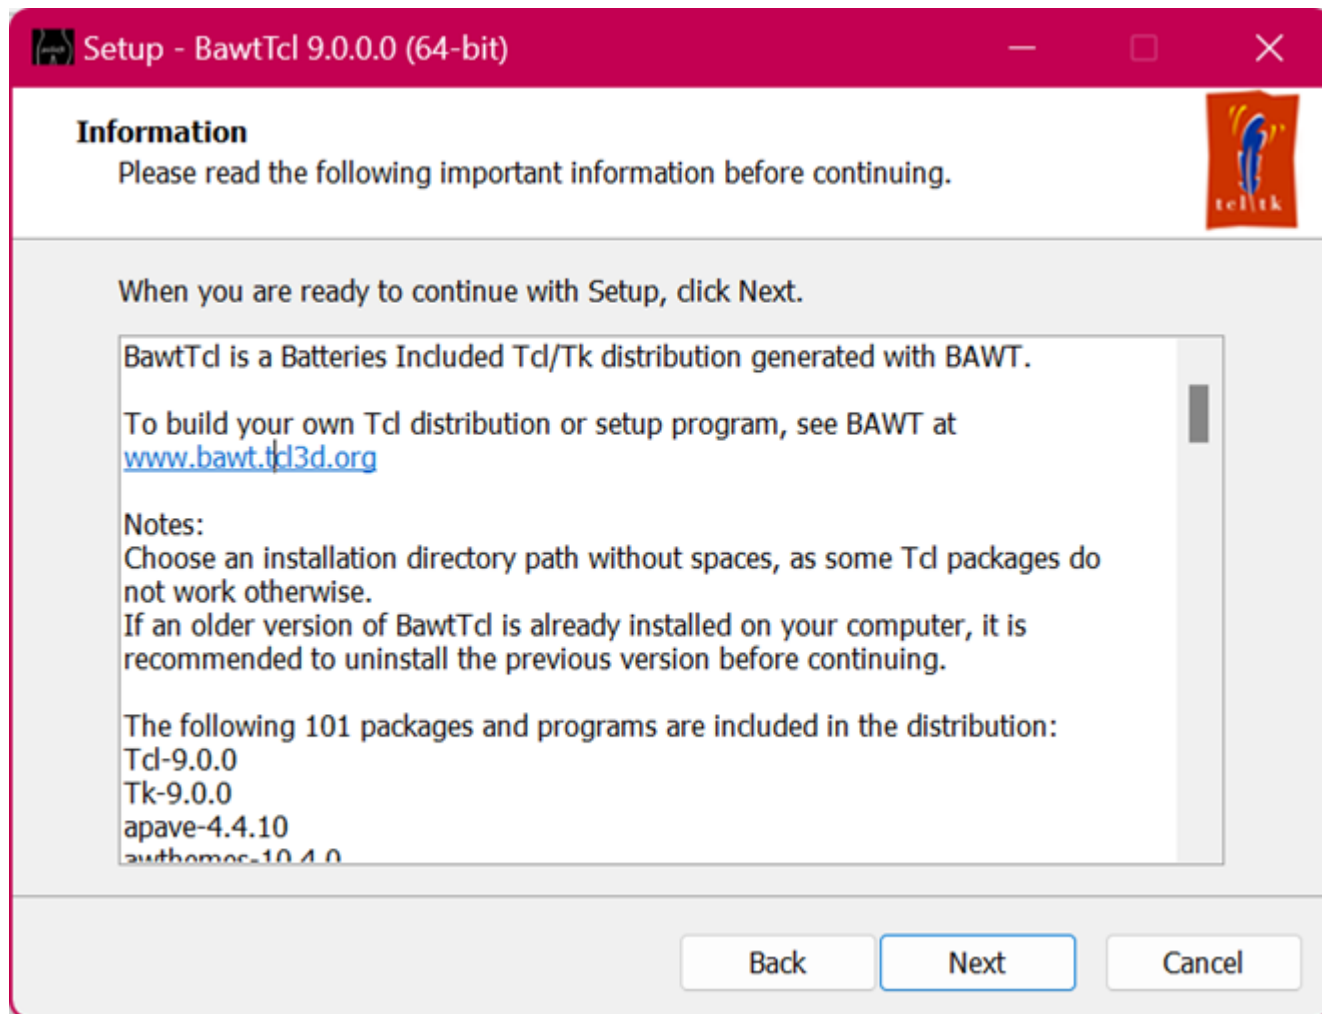 Setup - BawtTcl 9.0.0.0 (64-bit)
Information
Please read the following important information before continuing.
tcl\tk
When you are ready to continue with Setup, click Next.
BawtTcl is a Batteries Included Tcl/Tk distribution generated with BAWT.
To build your own Tcl distribution or setup program, see BAWT at
www.bawt.tcl3d.org
Notes:
Choose an installation directory path without spaces, as some Tcl packages do
not work otherwise.
If an older version of BawtTcl is already installed on your computer, it is
recommended to uninstall the previous version before continuing.
The following 101 packages and programs are included in the distribution:
Tcl-9.0.0
Tk-9.0.0
apave-4.4.10
awthemes-10.4.0
Back
Next
Cancel